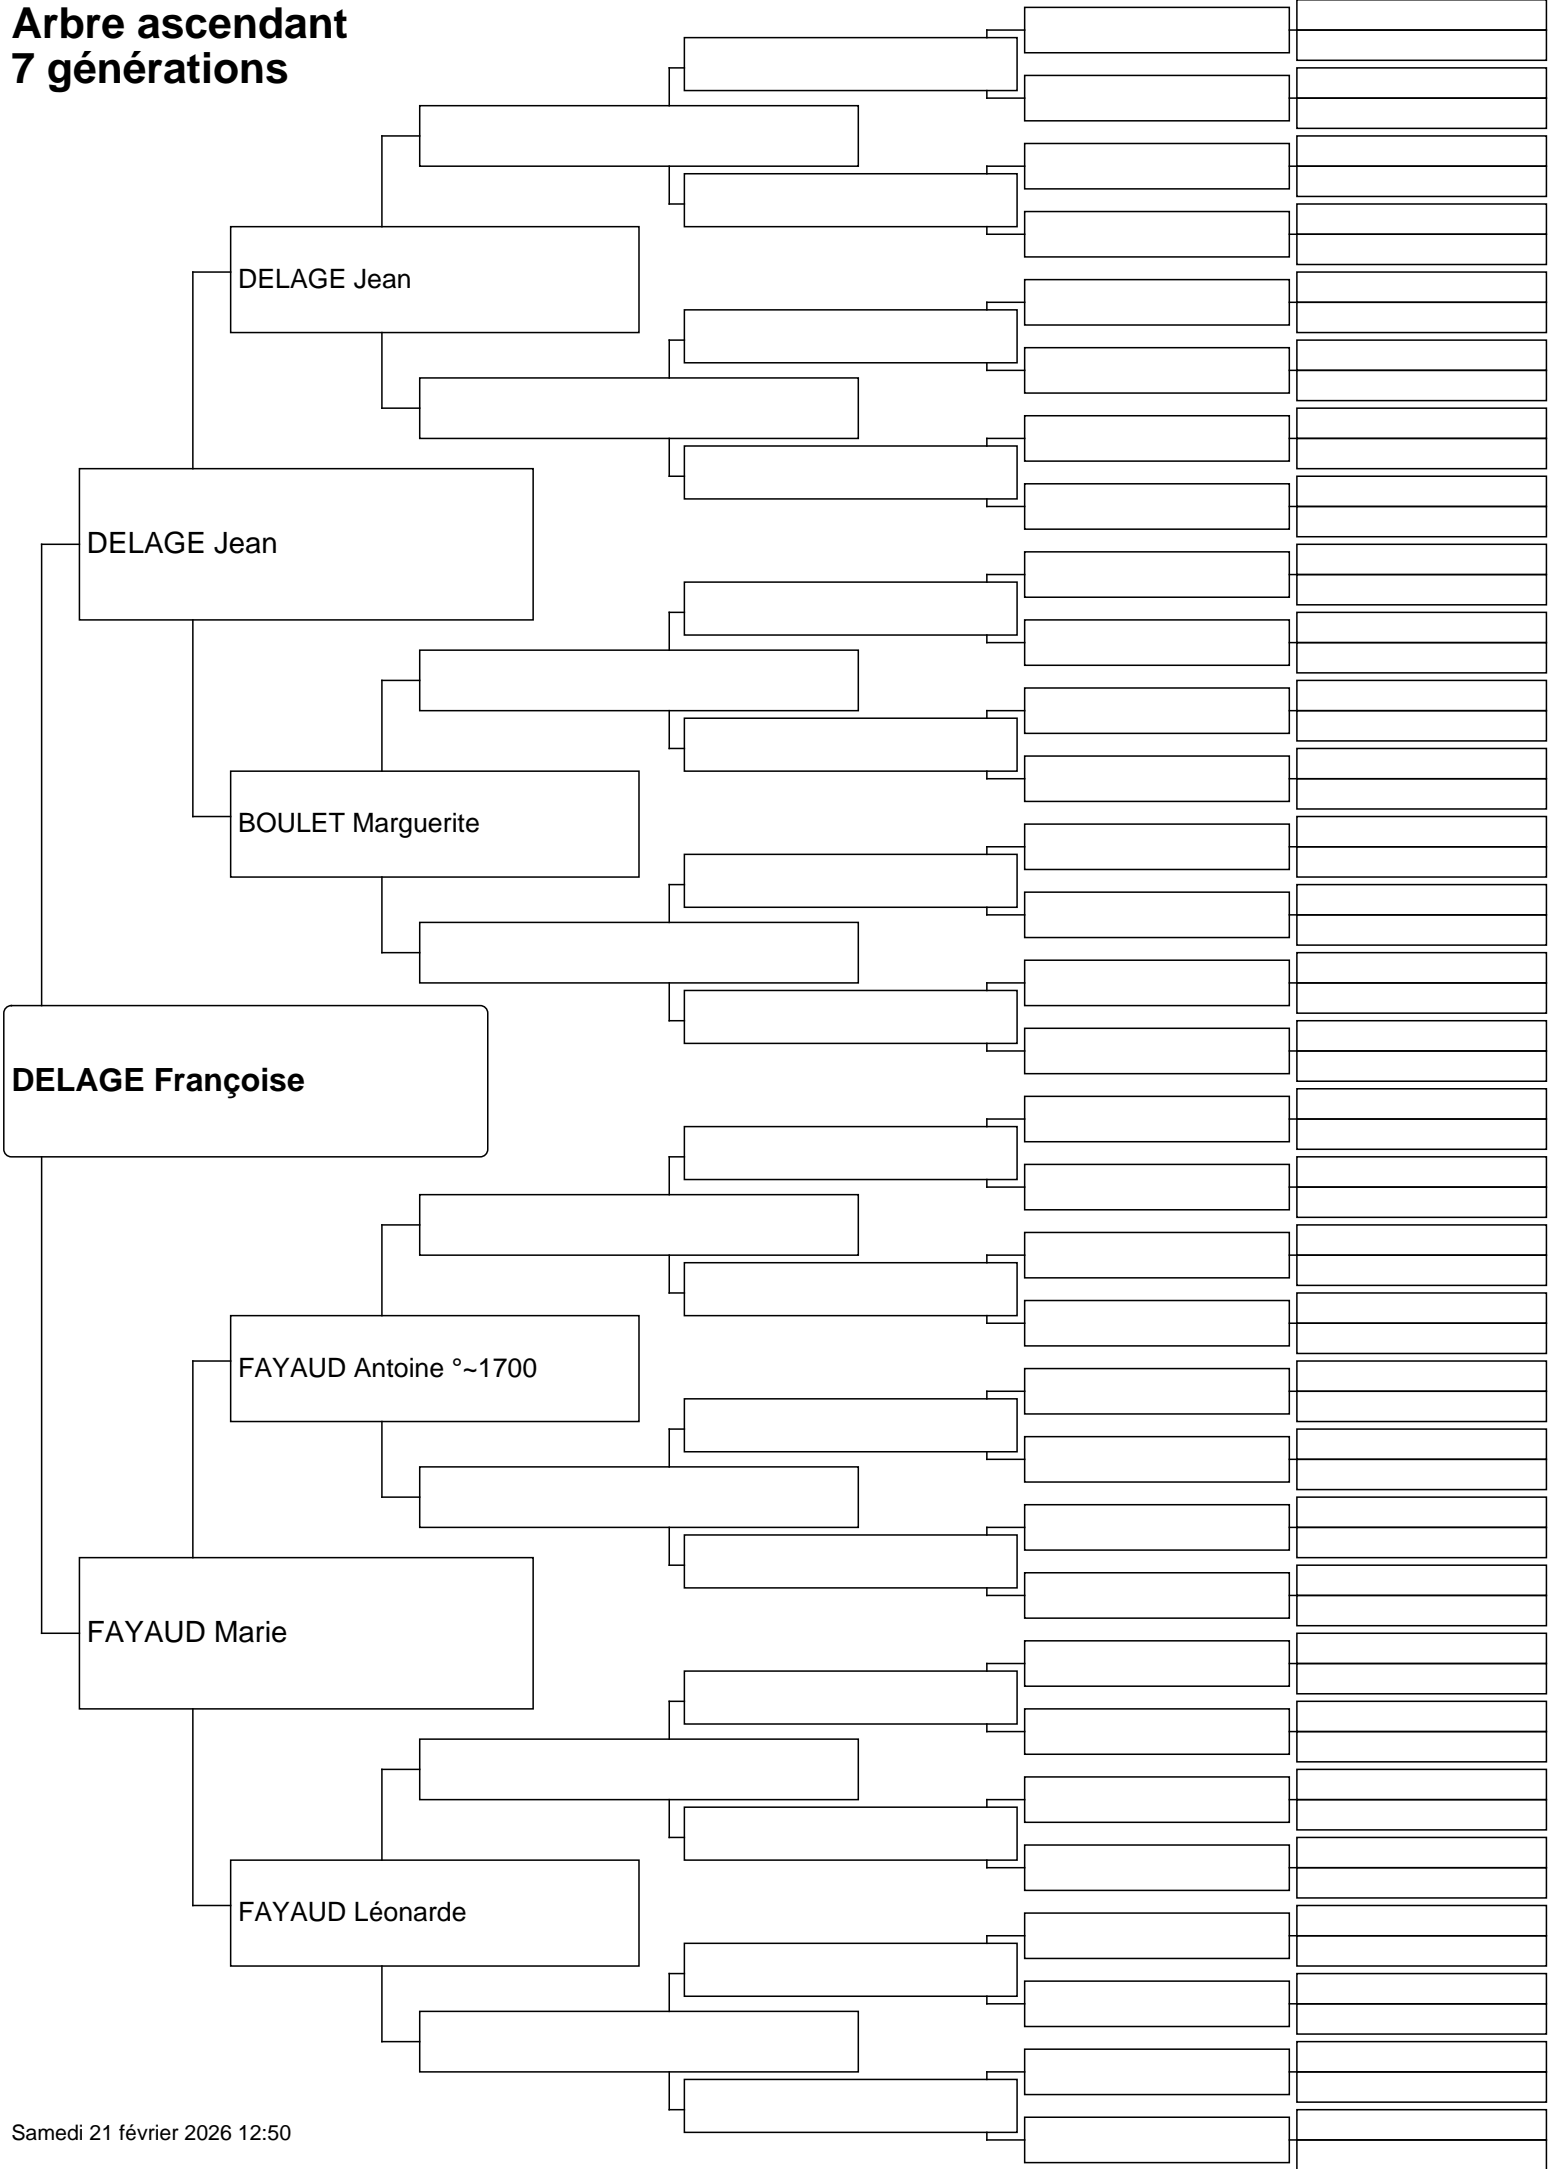 Arbre ascendant
7 générations
DELAGE Jean
DELAGE Jean
BOULET Marguerite
DELAGE Françoise
FAYAUD Antoine °~1700
FAYAUD Marie
FAYAUD Léonarde
Samedi 21 février 2026 12:50